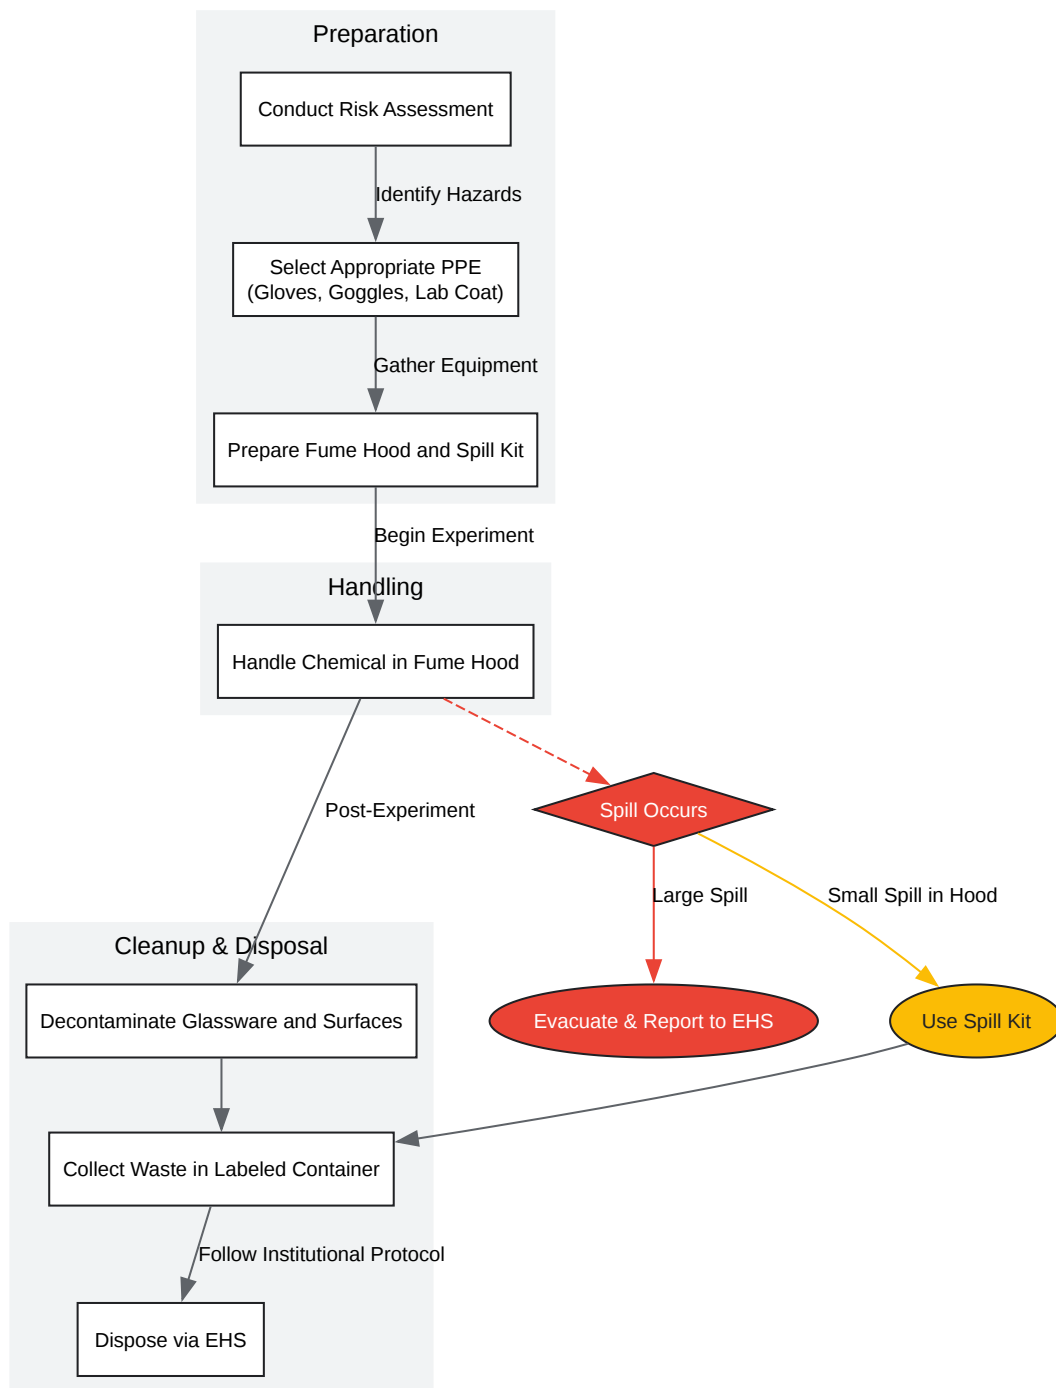 Preparation
Conduct Risk Assessment
Identify Hazards
Select Appropriate PPE
(Gloves, Goggles, Lab Coat)
Gather Equipment
Prepare Fume Hood and Spill Kit
Begin Experiment
Handling
Handle Chemical in Fume Hood
Post-Experiment
Spill Occurs
Large Spill
Small Spill in Hood
Cleanup & Disposal
Decontaminate Glassware and Surfaces
Evacuate & Report to EHS
Use Spill Kit
Collect Waste in Labeled Container
Follow Institutional Protocol
Dispose via EHS